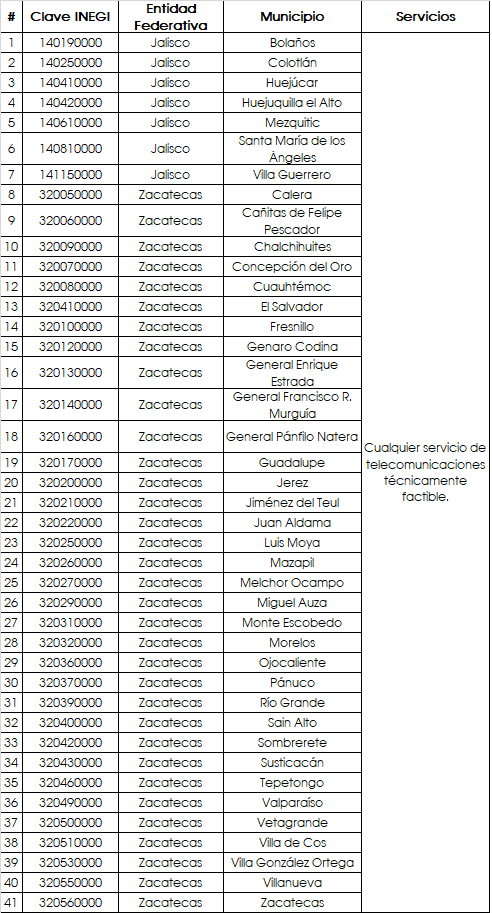 # Clave INEGI Entidad Federativa Municipio Servicios
1 140190000 Jalisco Bolaños
2 140250000 Jalisco Colotlán
3 140410000 Jalisco Huejúcar
4 140420000 Jalisco Huejuquilla el Alto
5 140610000 Jalisco Mezquitic
6 140810000 Jalisco Santa María de los Ángeles
7 141150000 Jalisco Villa Guerrero
8 320050000 Zacatecas Calera
9 320060000 Zacatecas Cañitas de Felipe Pescador
10 320090000 Zacatecas Chalchihuites
11 320070000 Zacatecas Concepción del Oro
12 320080000 Zacatecas Cuauhtémoc
13 320410000 Zacatecas El Salvador
14 320100000 Zacatecas Fresnillo
15 320120000 Zacatecas Genaro Codina
16 320130000 Zacatecas General Enrique Estrada
17 320140000 Zacatecas General Francisco R. Murguía
18 320160000 Zacatecas General Pánfilo Natera
19 320170000 Zacatecas Guadalupe
20 320200000 Zacatecas Jerez
21 320210000 Zacatecas Jiménez del Teul
22 320220000 Zacatecas Juan Aldama
23 320250000 Zacatecas Luis Moya
24 320260000 Zacatecas Mazapil
25 320270000 Zacatecas Melchor Ocampo
26 320290000 Zacatecas Miguel Auza
27 320310000 Zacatecas Monte Escobedo
28 320320000 Zacatecas Morelos
29 320360000 Zacatecas Ojocaliente
30 320370000 Zacatecas Pánuco
31 320390000 Zacatecas Río Grande
32 320400000 Zacatecas Sain Alto
33 320420000 Zacatecas Sombrerete
34 320430000 Zacatecas Susticacán
35 320460000 Zacatecas Tepetongo
36 320490000 Zacatecas Valparaíso
37 320500000 Zacatecas Vetagrande
38 320510000 Zacatecas Villa de Cos
39 320530000 Zacatecas Villa González Ortega
40 320550000 Zacatecas Villanueva
41 320560000 Zacatecas Zacatecas
Cualquier servicio de
telecomunicaciones
técnicamente
factible.